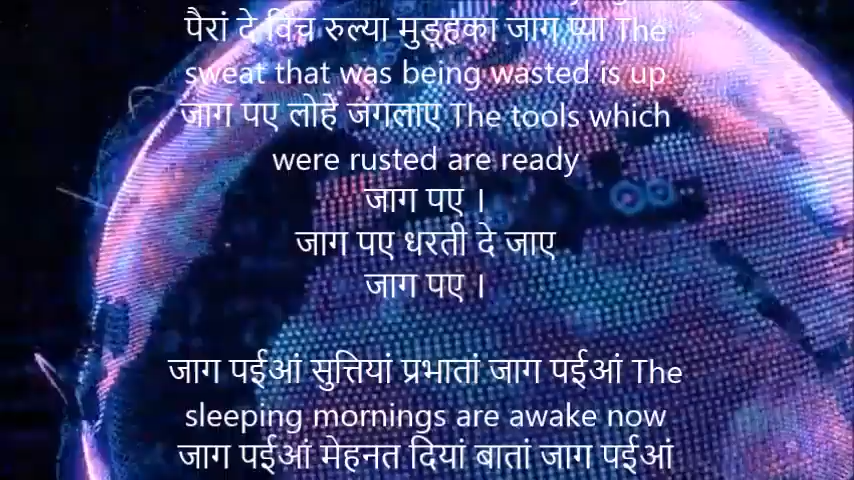 पैरां दे विंच रुल्या मुड़्हका जाग प्या The
sweat that was being wasted is up
जाग पए लोहें जंगलाए The tools which
were rusted are ready
जाग पए ।
जाग पए धरती दे जाए
जाग पए ।
जाग पईआं सुत्तियां प्रभातां जाग पईआं The
sleeping mornings are awake now
जाग पईआं मेहनत दियां बातां जाग पईआं